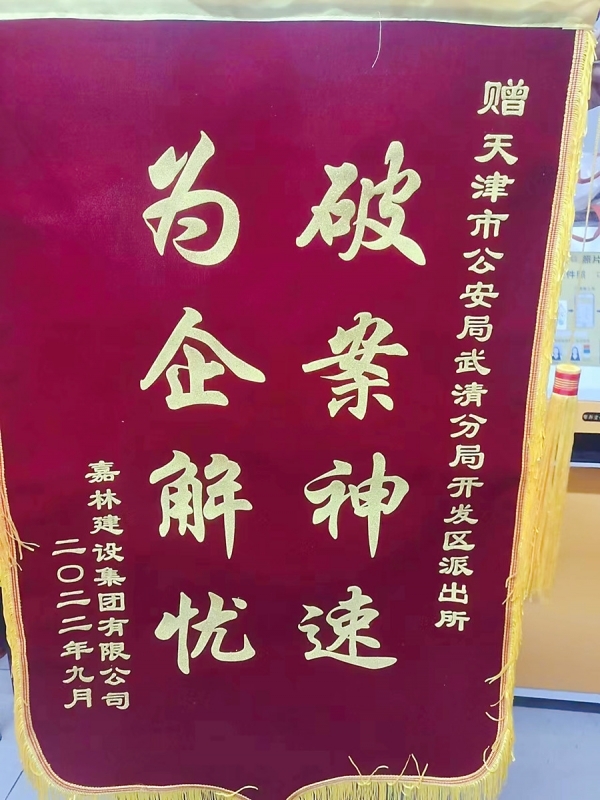 赠 天津市公安局武清分局开发区派出所
破案神速
为企解忧
嘉林建设集团有限公司
二〇二二年九月